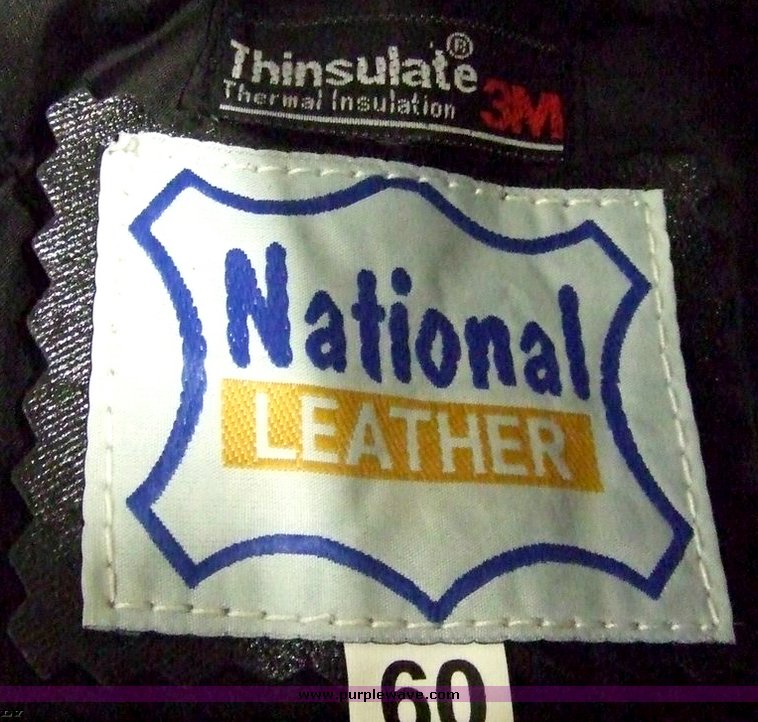 Thinsulate®
Thermal Insulation 3M
National
LEATHER
60
www.purplewave.com